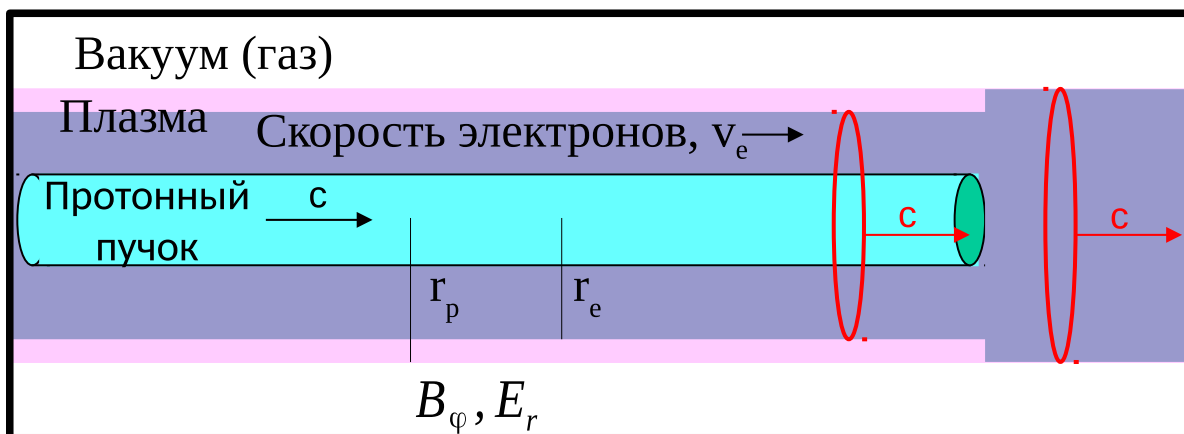 Вакуум (газ)
Плазма
Скорость электронов, vₑ
Протонный
пучок
c
c
c
rₚ
rₑ
Bᵩ, Eᵣ